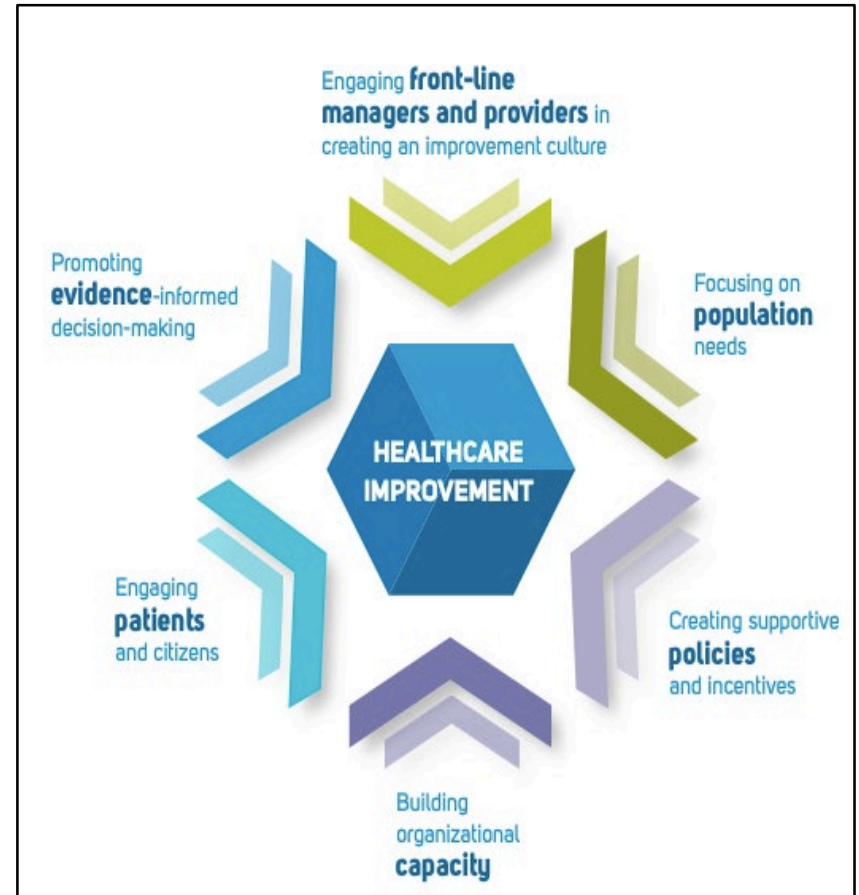 Engaging front-line
managers and providers in
creating an improvement culture
Promoting
evidence-informed
decision-making
Focusing on
population
needs
HEALTHCARE
IMPROVEMENT
Engaging
patients
and citizens
Creating supportive
policies
and incentives
Building
organizational
capacity